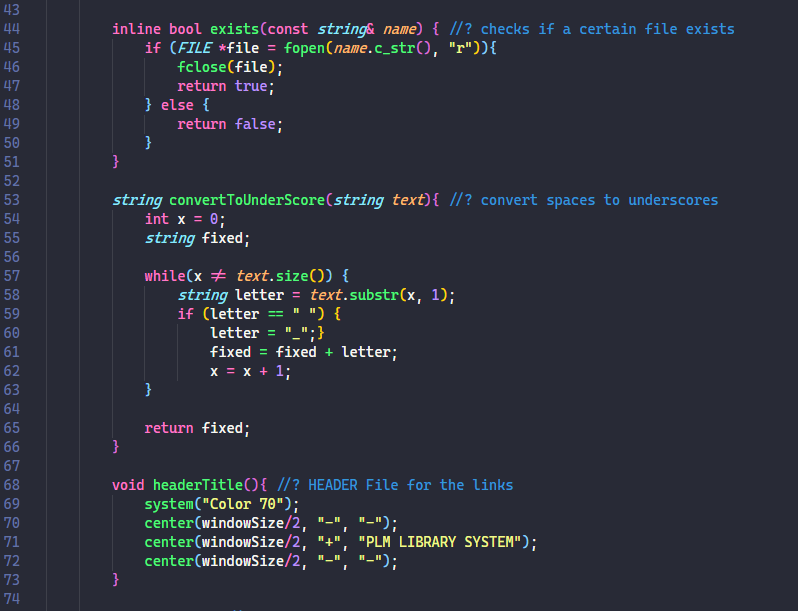 43
44 inline bool exists(const string& name) { //? checks if a certain file exists
45 if (FILE *file = fopen(name.c_str(), "r")){
46 fclose(file);
47 return true;
48 } else {
49 return false;
50 }
51 }
52
53 string convertToUnderScore(string text){ //? convert spaces to underscores
54 int x = 0;
55 string fixed;
56
57 while(x != text.size()) {
58 string letter = text.substr(x, 1);
59 if (letter == " ") {
60 letter = "_";}
61 fixed = fixed + letter;
62 x = x + 1;
63 }
64
65 return fixed;
66 }
67
68 void headerTitle(){ //? HEADER File for the links
69 system("Color 70");
70 center(windowSize/2, "-", "-");
71 center(windowSize/2, "+", "PLM LIBRARY SYSTEM");
72 center(windowSize/2, "-", "-");
73 }
74